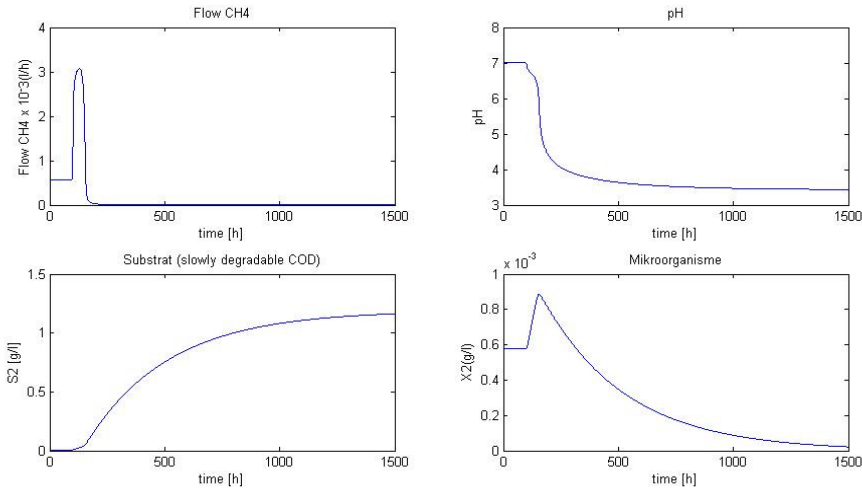 Flow CH4
4
3
2
1
0
Flow CH4 x 10-3(l/h)
0
500
1000
1500
time [h]
pH
8
7
6
5
4
3
pH
0
500
1000
1500
time [h]
Substrat (slowly degradable COD)
1.5
1
0.5
0
S2 [g/l]
0
500
1000
1500
time [h]
Mikroorganisme
x 10-3
1
0.8
0.6
0.4
0.2
0
X2(g/l)
0
500
1000
1500
time [h]